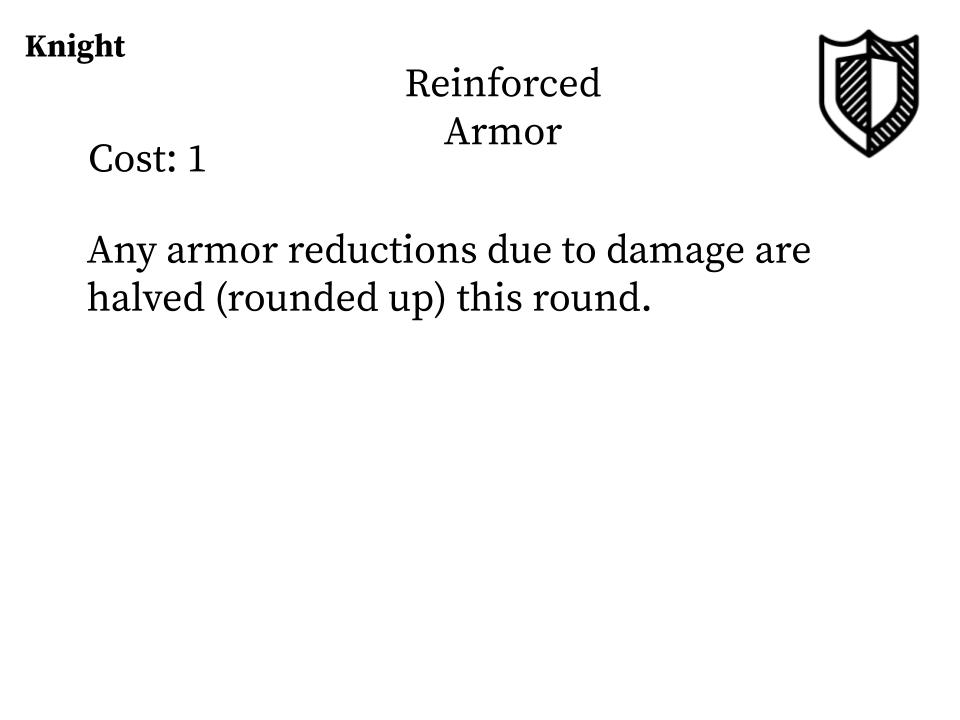 Knight
Reinforced
Armor
Cost: 1
Any armor reductions due to damage are
halved (rounded up) this round.